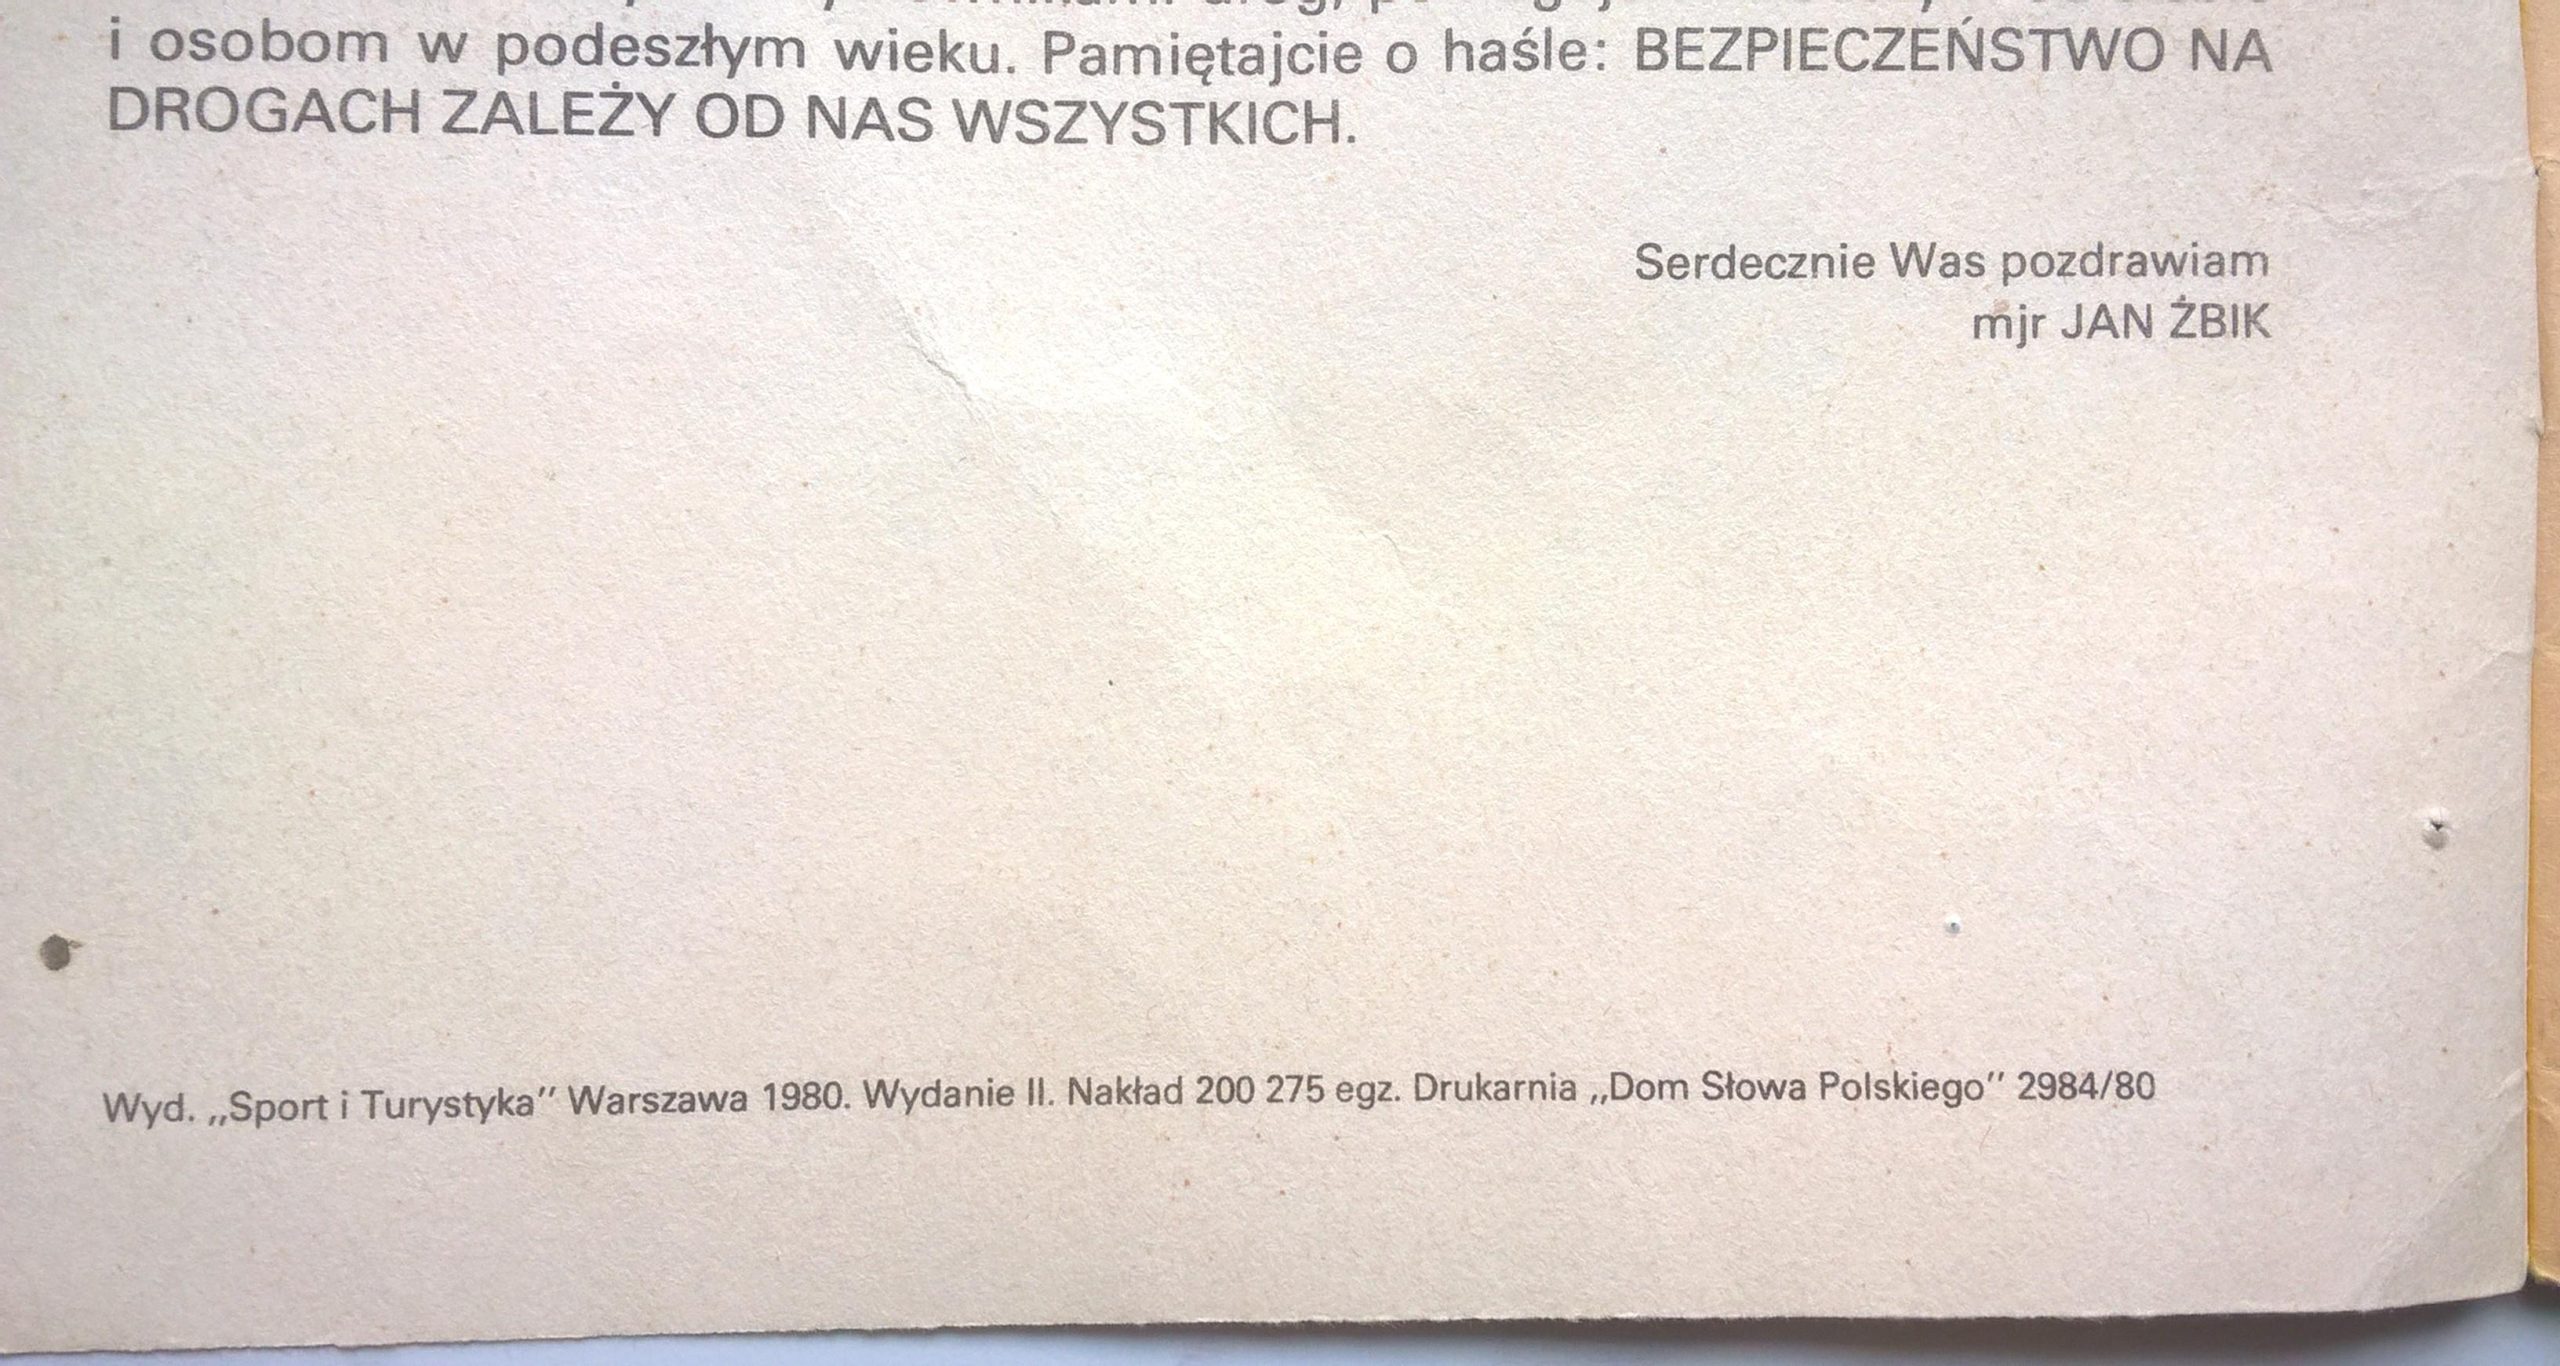 i osobom w podeszłym wieku. Pamiętajcie o haśle: BEZPIECZEŃSTWO NA
DROGACH ZALEŻY OD NAS WSZYSTKICH.
Serdecznie Was pozdrawiam
mjr JAN ŻBIK
Wyd. „Sport i Turystyka" Warszawa 1980. Wydanie II. Nakład 200 275 egz. Drukarnia „Dom Słowa Polskiego" 2984/80